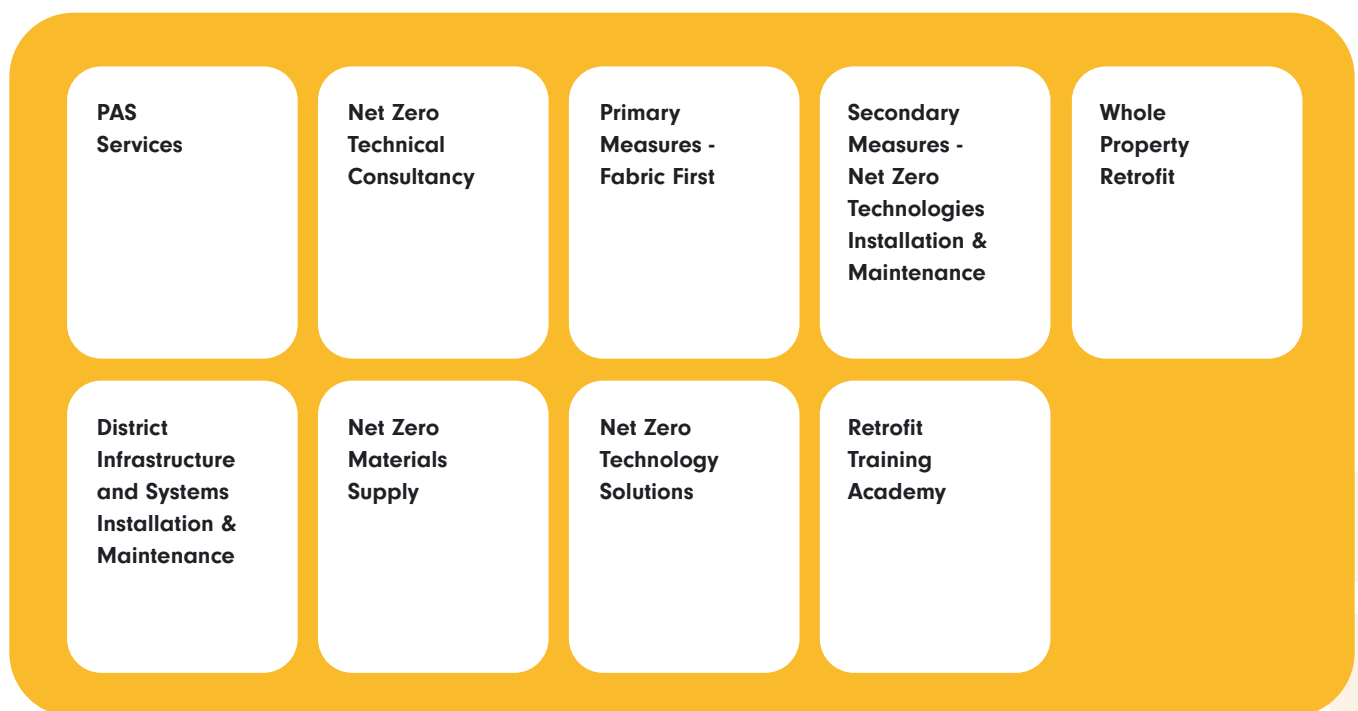 PAS
Services
Net Zero
Technical
Consultancy
Primary
Measures -
Fabric First
Secondary
Measures -
Net Zero
Technologies
Installation &
Maintenance
Whole
Property
Retrofit
District
Infrastructure
and Systems
Installation &
Maintenance
Net Zero
Materials
Supply
Net Zero
Technology
Solutions
Retrofit
Training
Academy